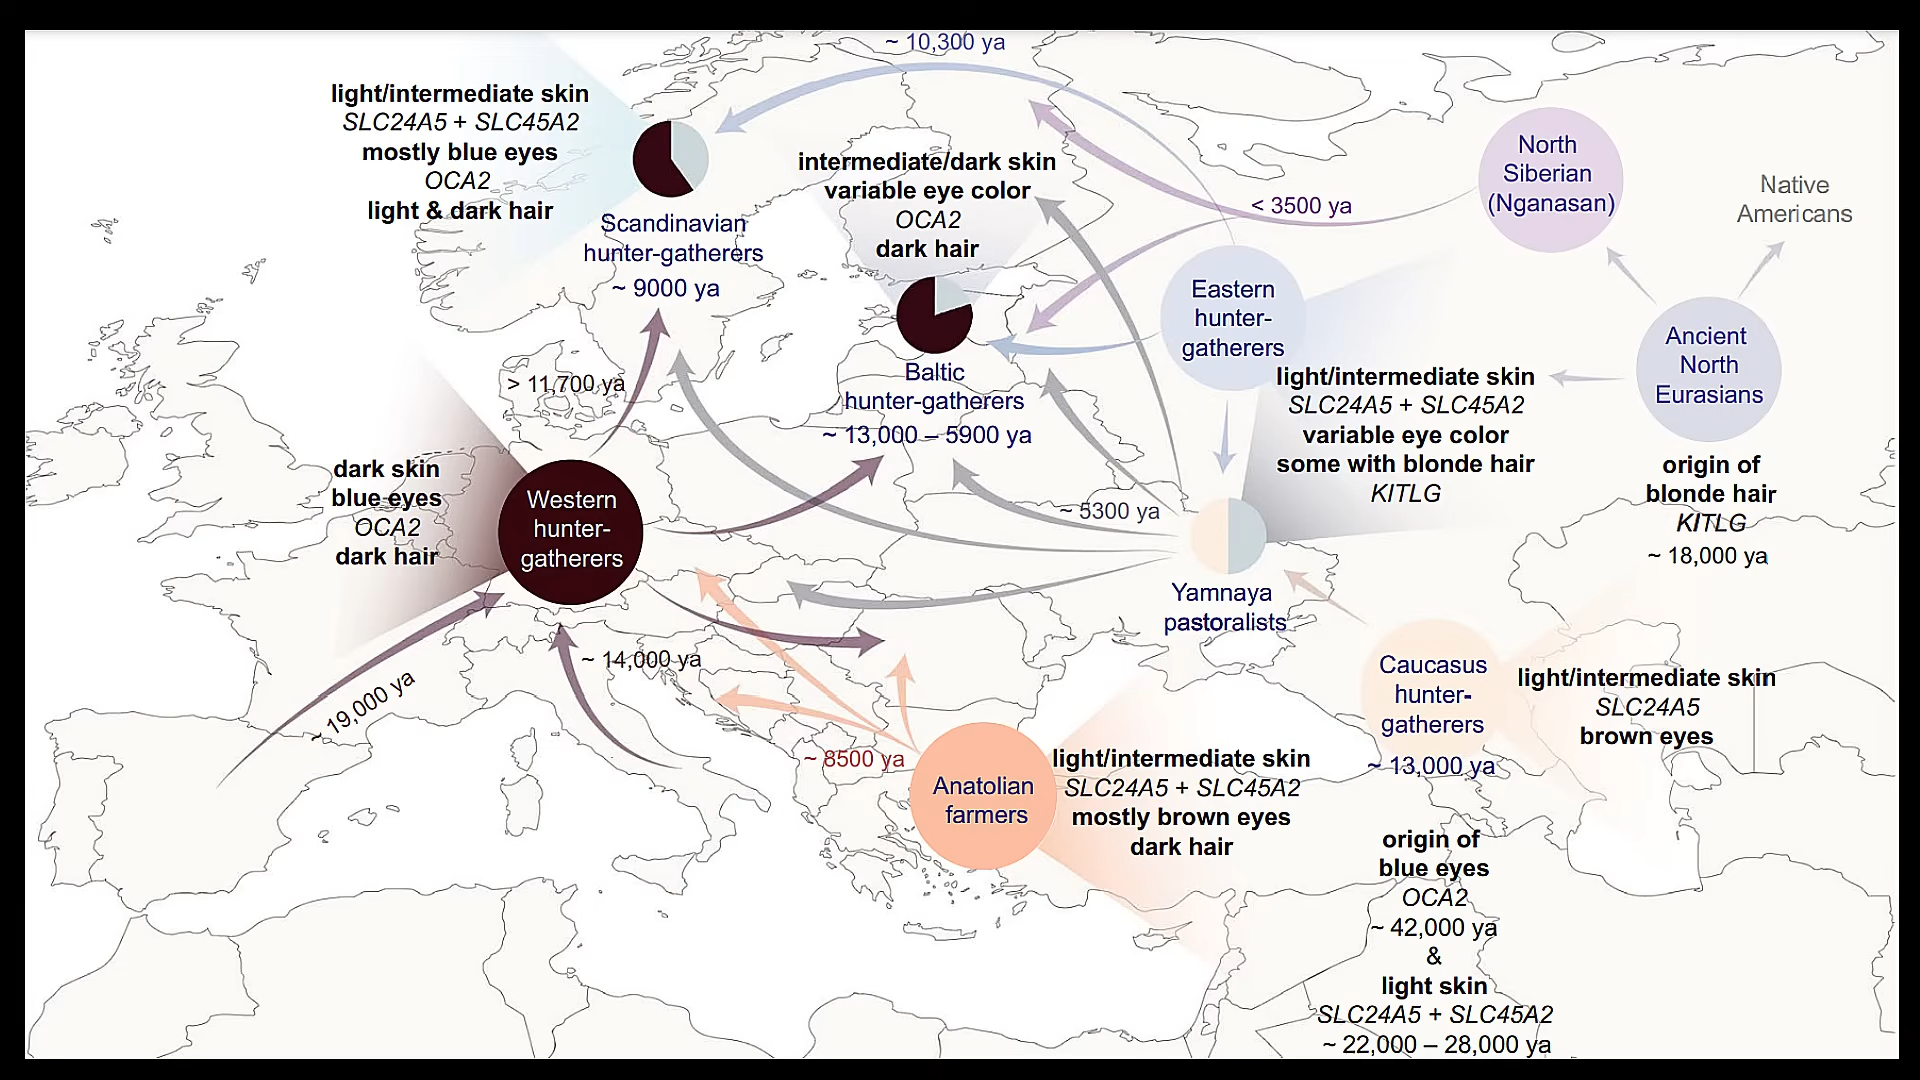 ~ 10,300 ya
light/intermediate skin
SLC24A5 + SLC45A2
mostly blue eyes
OCA2
light & dark hair
Scandinavian
hunter-gatherers
~ 9000 ya
intermediate/dark skin
variable eye color
OCA2
dark hair
Baltic
hunter-gatherers
~ 13,000 – 5900 ya
North
Siberian
(Nganasan)
< 3500 ya
Native
Americans
Eastern
hunter-
gatherers
light/intermediate skin
SLC24A5 + SLC45A2
variable eye color
some with blonde hair
KITLG
Ancient
North
Eurasians
origin of
blonde hair
KITLG
~ 18,000 ya
> 11,700 ya
dark skin
blue eyes
OCA2
dark hair
Western
hunter-
gatherers
~ 5300 ya
Yamnaya
pastoralists
~ 19,000 ya
~ 14,000 ya
~ 8500 ya
Anatolian
farmers
light/intermediate skin
SLC24A5 + SLC45A2
mostly brown eyes
dark hair
Caucasus
hunter-
gatherers
~ 13,000 ya
light/intermediate skin
SLC24A5
brown eyes
origin of
blue eyes
OCA2
~ 42,000 ya
&
light skin
SLC24A5 + SLC45A2
~ 22,000 – 28,000 ya